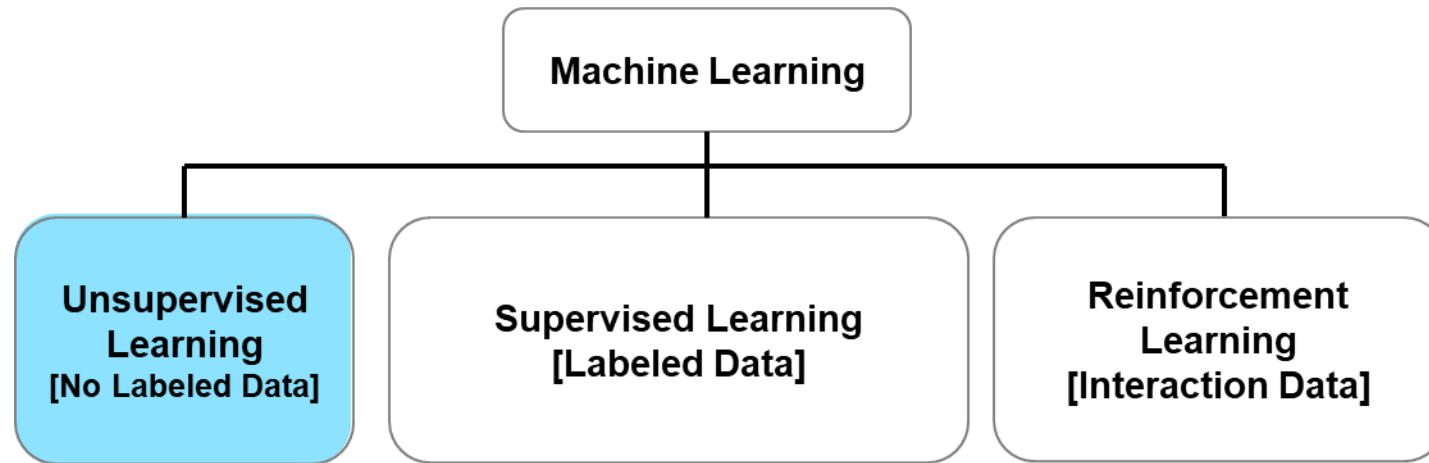 Machine Learning
Unsupervised
Learning
[No Labeled Data]
Supervised Learning
[Labeled Data]
Reinforcement
Learning
[Interaction Data]